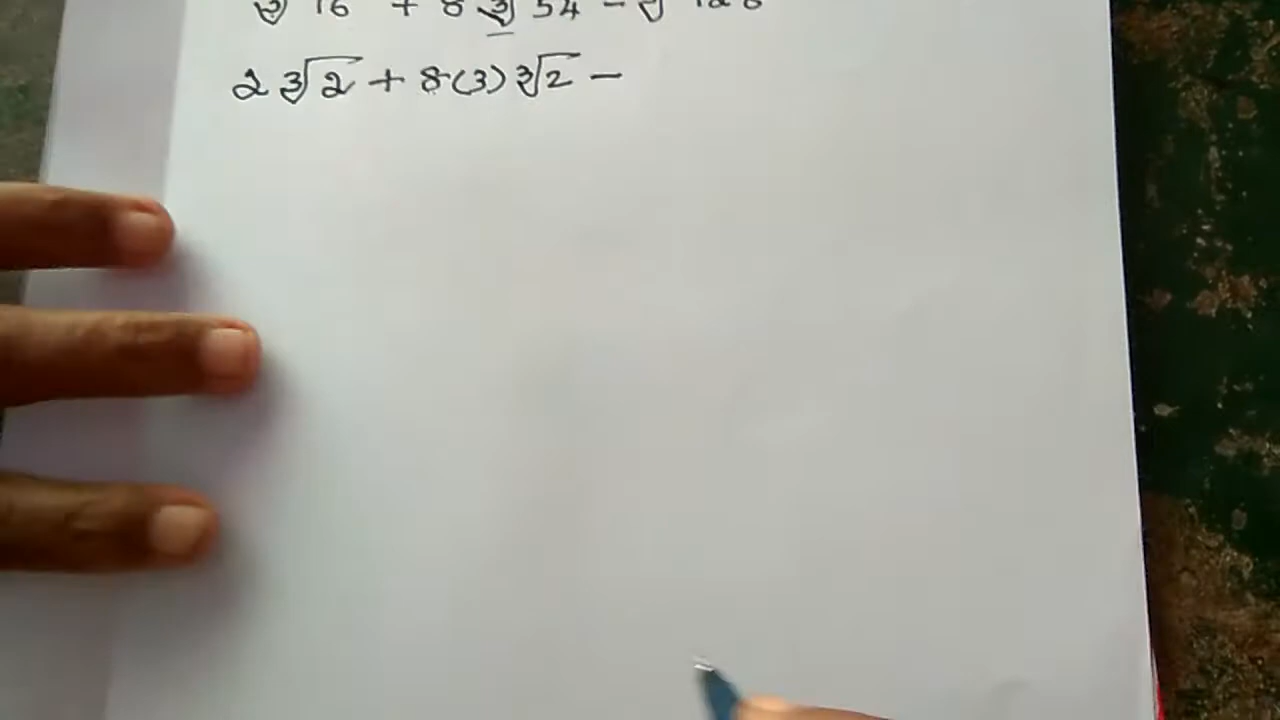 ∛16 + 8∛54 - ∛128
2∛2 + 8(3)∛2 -